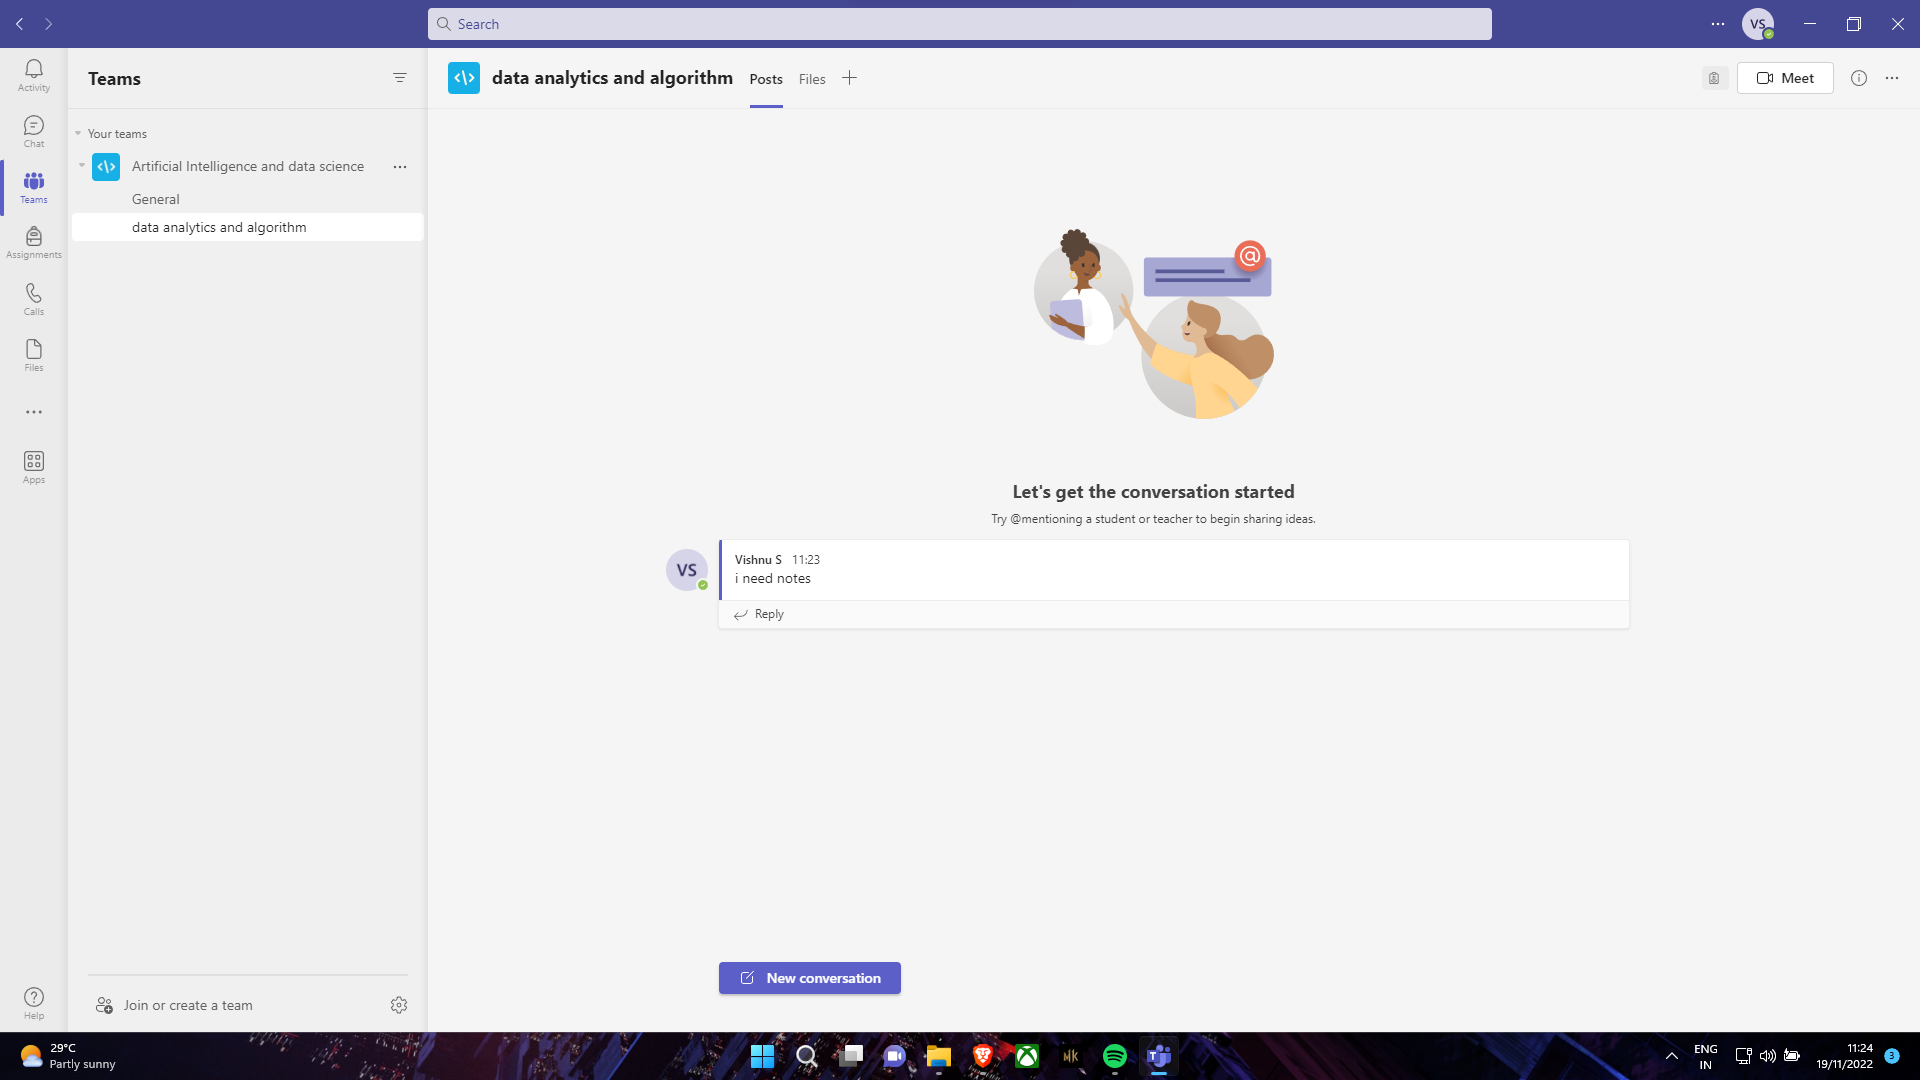 Search
VS
Activity
Chat
Teams
Assignments
Calls
Files
Apps
Help
Teams
Your teams
Artificial Intelligence and data science
General
data analytics and algorithm
Join or create a team
data analytics and algorithm
Posts
Files
Meet
@
Let's get the conversation started
Try @mentioning a student or teacher to begin sharing ideas.
VS
Vishnu S 11:23
i need notes
Reply
New conversation
29°C
Partly sunny
MK
T
ENG
IN
11:24
19/11/2022
3